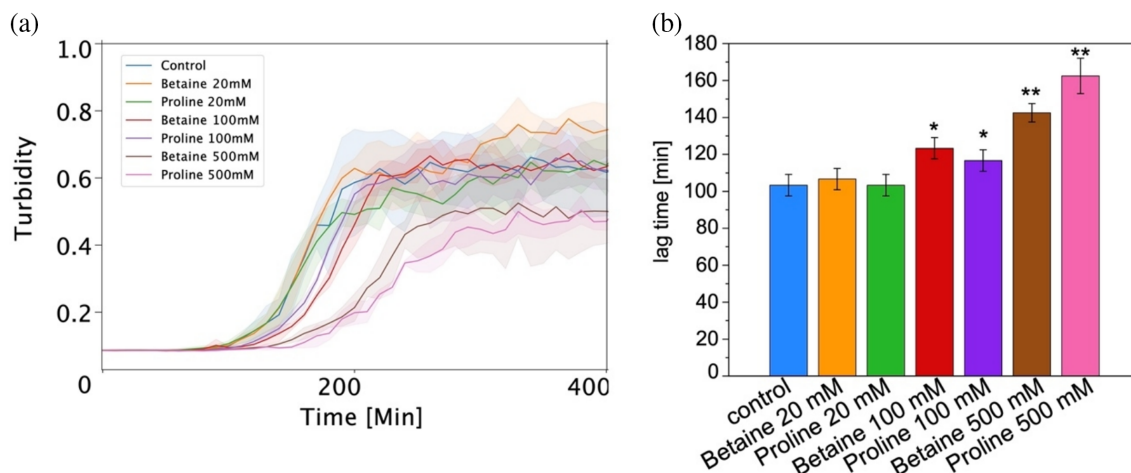 (a)
1.0
0.8
0.6
0.4
0.2
0
200
400
Turbidity
Time [Min]
Control
Betaine 20mM
Proline 20mM
Betaine 100mM
Proline 100mM
Betaine 500mM
Proline 500mM
(b)
180
160
140
120
100
80
60
40
20
0
lag time [min]
*
*
**
**
control
Betaine 20 mM
Proline 20 mM
Betaine 100 mM
Proline 100 mM
Betaine 500 mM
Proline 500 mM